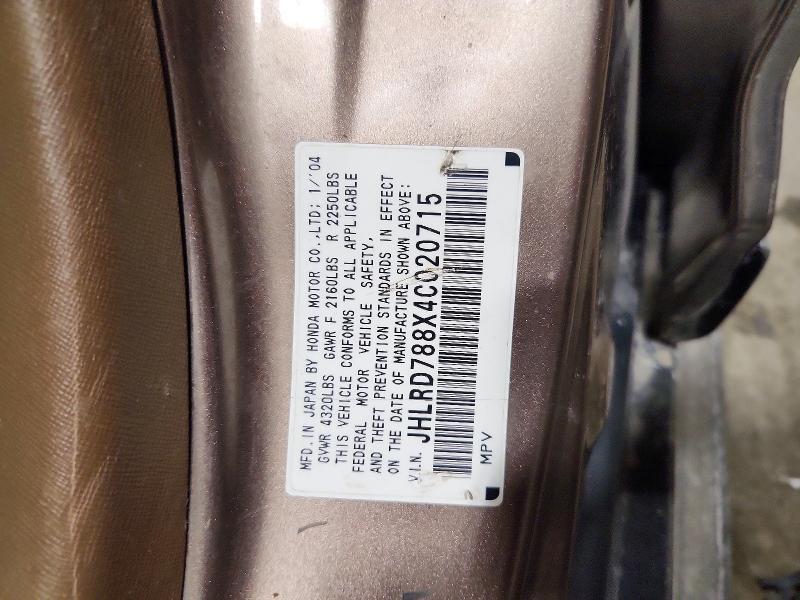 MFD. IN JAPAN BY HONDA MOTOR CO.,LTD; 1/'04
GVWR 4320LBS GAWR F 2160LBS R 2250LBS
THIS VEHICLE CONFORMS TO ALL APPLICABLE
FEDERAL MOTOR VEHICLE SAFETY,
AND THEFT PREVENTION STANDARDS IN EFFECT
ON THE DATE OF MANUFACTURE SHOWN ABOVE:
V.I.N. JHLRD788X4C020715
MPV